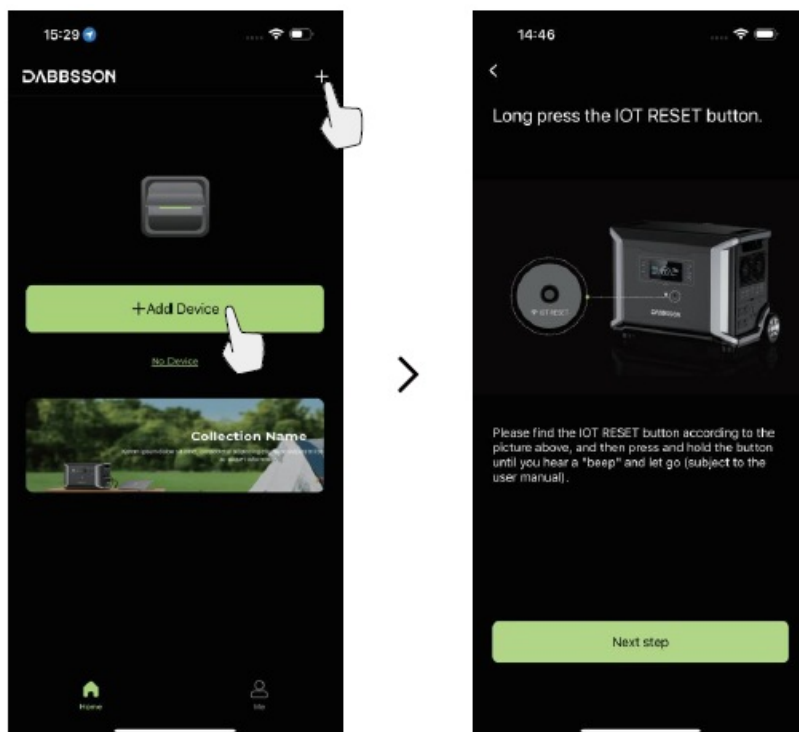 15:29
DABBSSON
+
+Add Device
No Device
Collection Name
Home
Me
14:46
Long press the IOT RESET button.
IOT RESET
DABBSSON
Please find the IOT RESET button according to the
picture above, and then press and hold the button
until you hear a "beep" and let go (subject to the
user manual).
Next step